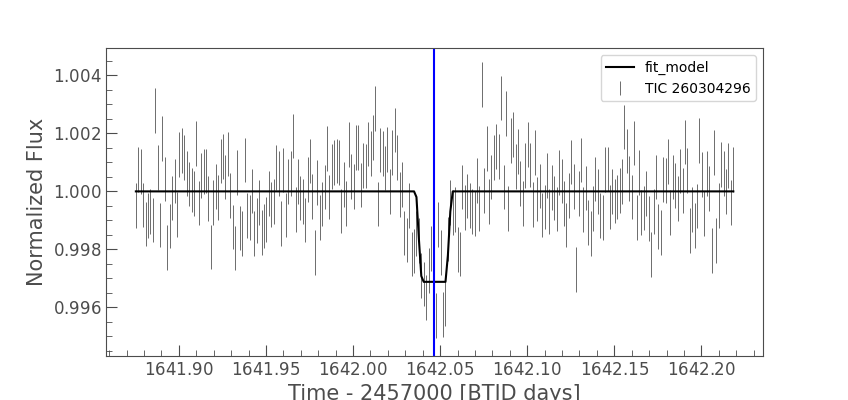 fit_model
TIC 260304296
1.004
1.002
1.000
0.998
0.996
Normalized Flux
1641.90 1641.95 1642.00 1642.05 1642.10 1642.15 1642.20
Time - 2457000 [BTJD days]